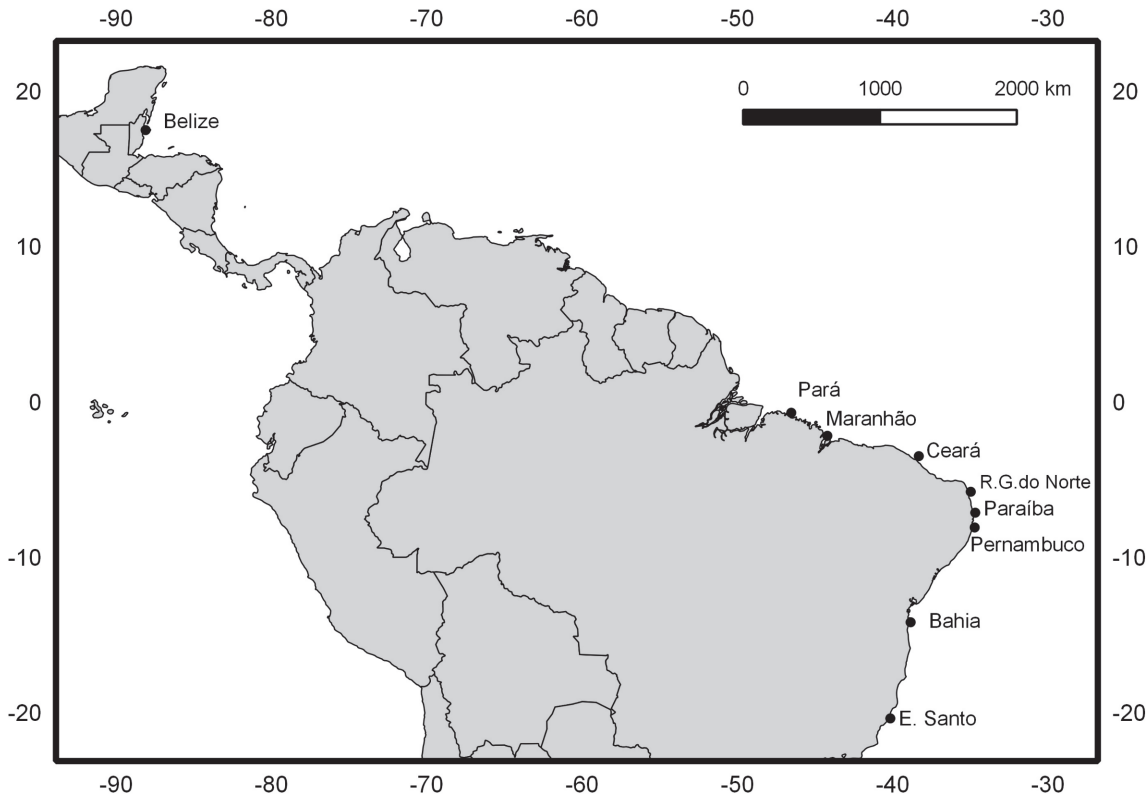 -90 -80 -70 -60 -50 -40 -30
0 1000 2000 km
20 20
Belize
10 10
0 0
Pará
Maranhão
Ceará
R.G.do Norte
Paraíba
Pernambuco
-10 -10
Bahia
-20 -20
E. Santo
-90 -80 -70 -60 -50 -40 -30